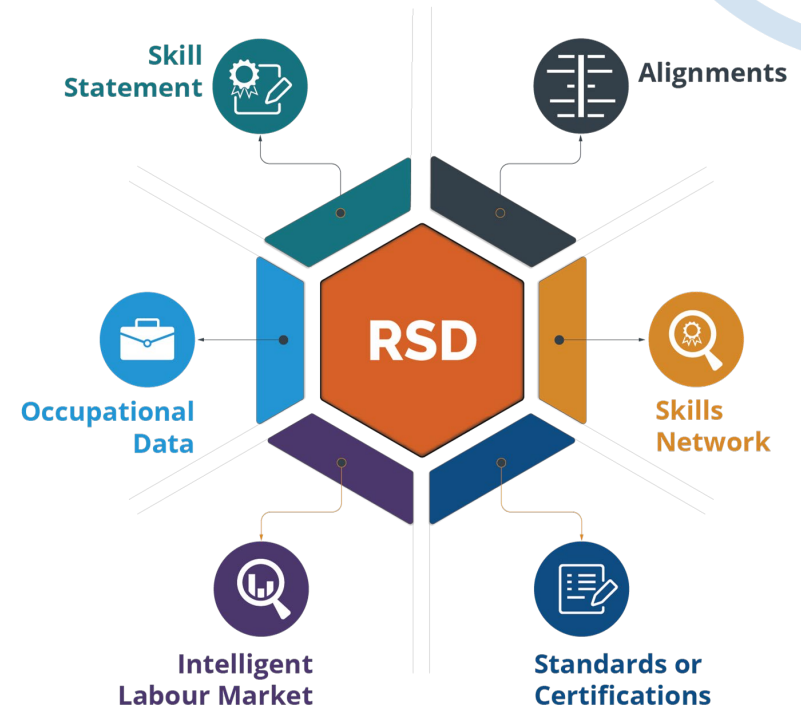 Skill
Statement
Alignments
RSD
Occupational
Data
Skills
Network
Intelligent
Labour Market
Standards or
Certifications